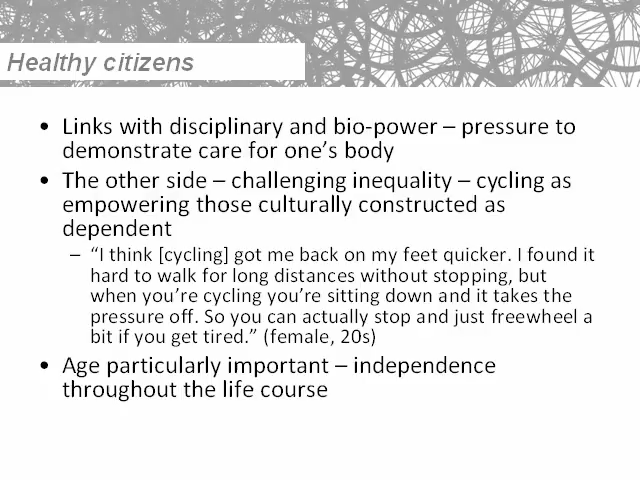 Healthy citizens
• Links with disciplinary and bio-power – pressure to
demonstrate care for one’s body
• The other side – challenging inequality – cycling as
empowering those culturally constructed as
dependent
– “I think [cycling] got me back on my feet quicker. I found it
hard to walk for long distances without stopping, but
when you’re cycling you’re sitting down and it takes the
pressure off. So you can actually stop and just freewheel a
bit if you get tired.” (female, 20s)
• Age particularly important – independence
throughout the life course